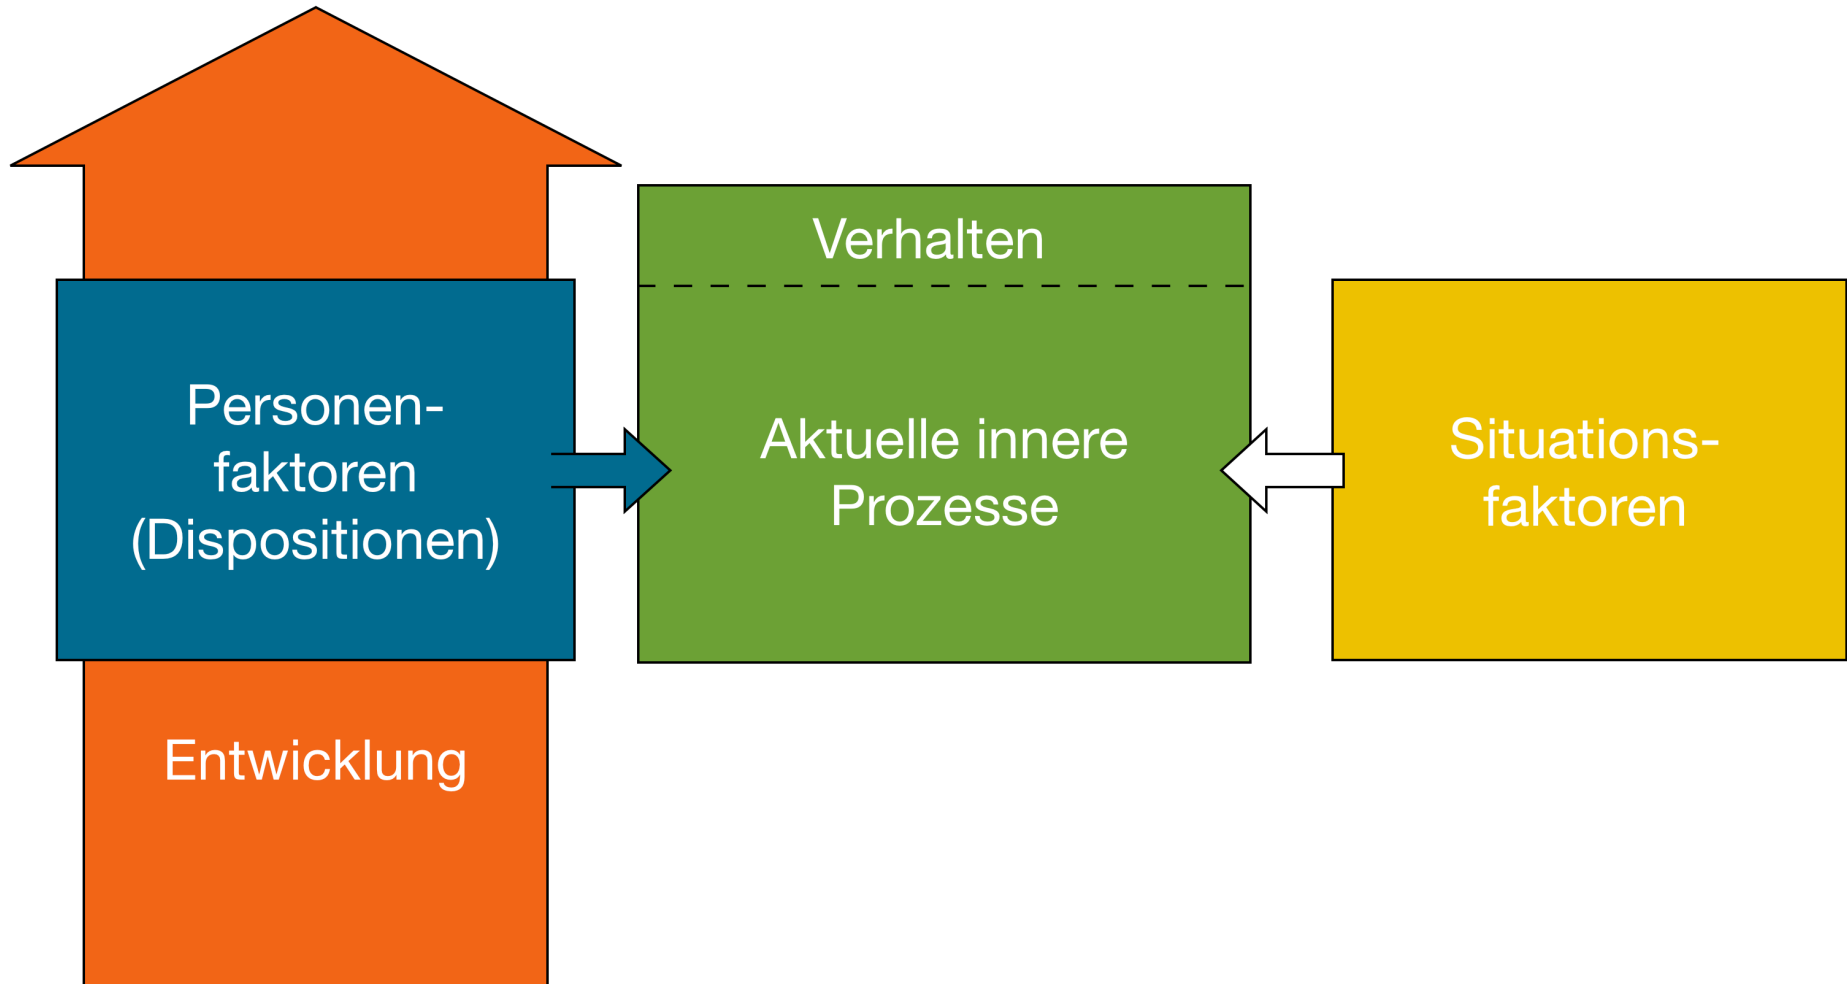 Verhalten
Personen-
faktoren
(Dispositionen)
Aktuelle innere
Prozesse
Situations-
faktoren
Entwicklung